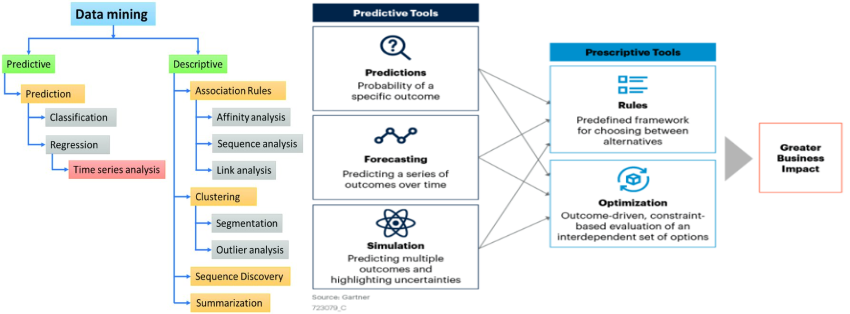 Data mining
Predictive
Descriptive
Prediction
Classification
Regression
Time series analysis
Association Rules
Affinity analysis
Sequence analysis
Link analysis
Clustering
Segmentation
Outlier analysis
Sequence Discovery
Summarization
Predictive Tools
Predictions
Probability of a
specific outcome
Forecasting
Predicting a series of
outcomes over time
Simulation
Predicting multiple
outcomes and
highlighting uncertainties
Source: Gartner
723079_C
Prescriptive Tools
Rules
Predefined framework
for choosing between
alternatives
Optimization
Outcome-driven, constraint-
based evaluation of an
interdependent set of options
Greater
Business
Impact